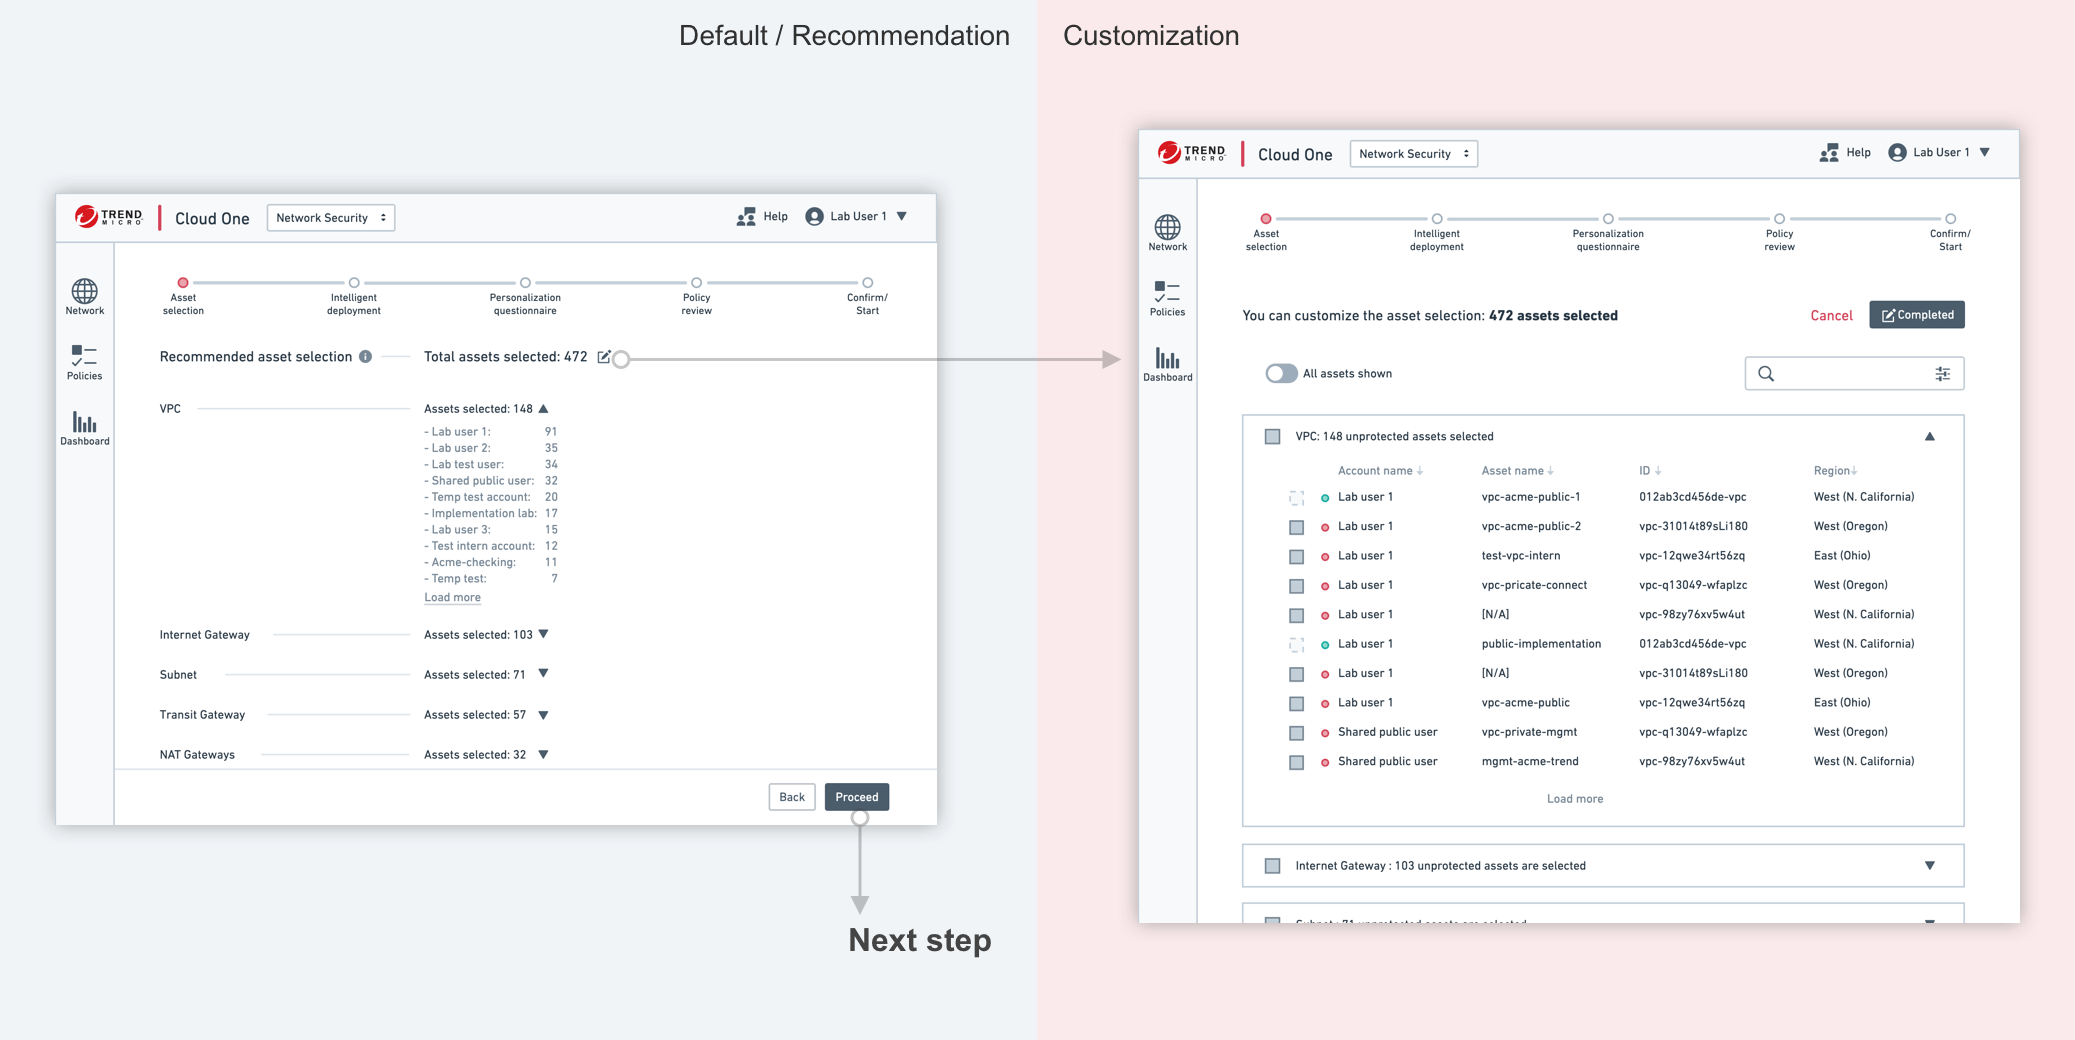 Default / Recommendation
Customization
TREND MICRO
Cloud One
Network Security
Help
Lab User 1
Network
Policies
Dashboard
Asset selection
Intelligent deployment
Personalization questionnaire
Policy review
Confirm/ Start
Recommended asset selection
Total assets selected: 472
VPC
Assets selected: 148
- Lab user 1: 91
- Lab user 2: 35
- Lab test user: 34
- Shared public user: 32
- Temp test account: 20
- Implementation lab: 17
- Lab user 3: 15
- Test intern account: 12
- Acme-checking: 11
- Temp test: 7
Load more
Internet Gateway
Assets selected: 103
Subnet
Assets selected: 71
Transit Gateway
Assets selected: 57
NAT Gateways
Assets selected: 32
Back
Proceed
Next step
TREND MICRO
Cloud One
Network Security
Help
Lab User 1
Network
Policies
Dashboard
Asset selection
Intelligent deployment
Personalization questionnaire
Policy review
Confirm/ Start
You can customize the asset selection: 472 assets selected
Cancel
Completed
All assets shown
VPC: 148 unprotected assets selected
Account name Asset name ID Region
Lab user 1 vpc-acme-public-1 012ab3cd456de-vpc West (N. California)
Lab user 1 vpc-acme-public-2 vpc-31014t89sLi180 West (Oregon)
Lab user 1 test-vpc-intern vpc-12qwe34rt56zq East (Ohio)
Lab user 1 vpc-pricate-connect vpc-q13049-wfaplzc West (Oregon)
Lab user 1 [N/A] vpc-98zy76xv5w4ut West (N. California)
Lab user 1 public-implementation 012ab3cd456de-vpc West (N. California)
Lab user 1 [N/A] vpc-31014t89sLi180 West (Oregon)
Lab user 1 vpc-acme-public vpc-12qwe34rt56zq East (Ohio)
Shared public user vpc-private-mgmt vpc-q13049-wfaplzc West (Oregon)
Shared public user mgmt-acme-trend vpc-98zy76xv5w4ut West (N. California)
Load more
Internet Gateway : 103 unprotected assets are selected
Subnet : 71 unprotected assets are selected